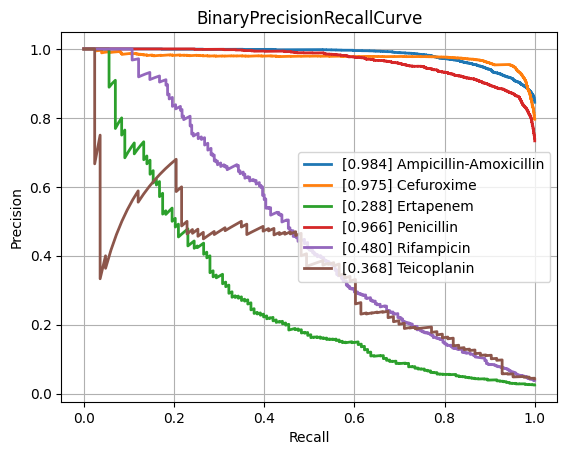 BinaryPrecisionRecallCurve
Precision
1.0
0.8
0.6
0.4
0.2
0.0
[0.984] Ampicillin-Amoxicillin
[0.975] Cefuroxime
[0.288] Ertapenem
[0.966] Penicillin
[0.480] Rifampicin
[0.368] Teicoplanin
0.0 0.2 0.4 0.6 0.8 1.0
Recall